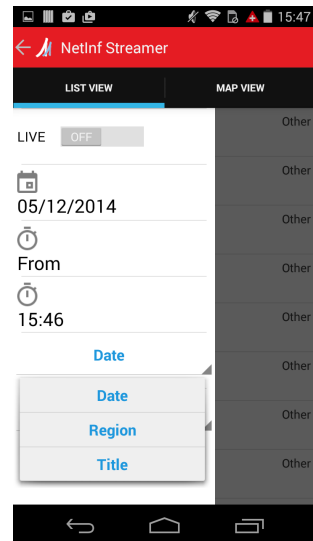 15:47
NetInf Streamer
LIST VIEW
MAP VIEW
LIVE OFF
Other
Other
05/12/2014
Other
From
Other
15:46
Other
Date
Other
Date
Other
Region
Title
Other